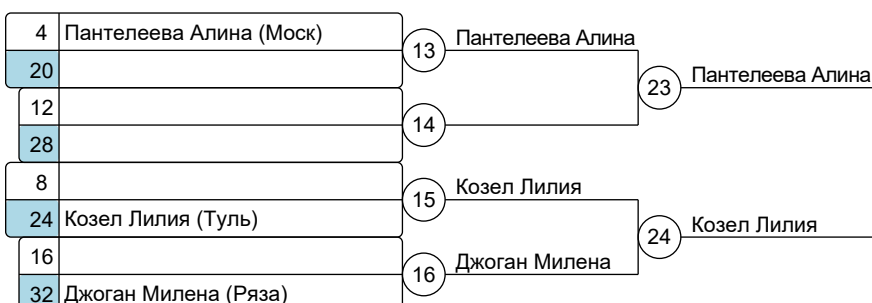 4 Пантелеева Алина (Моск)
13 Пантелеева Алина
20
23 Пантелеева Алина
12
14
28
8
15 Козел Лилия
24 Козел Лилия (Туль)
24 Козел Лилия
16
16 Джоган Милена
32 Джоган Милена (Ряза)